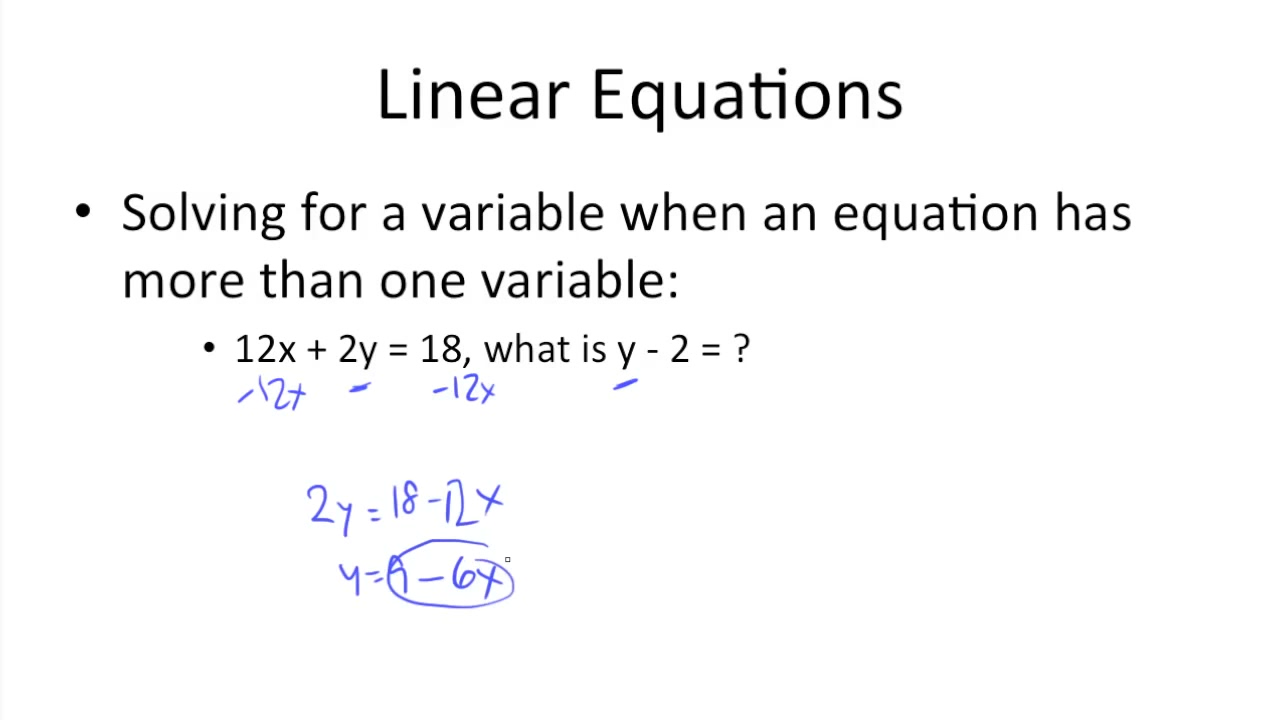 Linear Equations
• Solving for a variable when an equation has
more than one variable:
• 12x + 2y = 18, what is y - 2 = ?
-12x - -12x -
2y = 18 - 12x
y = 9 - 6x